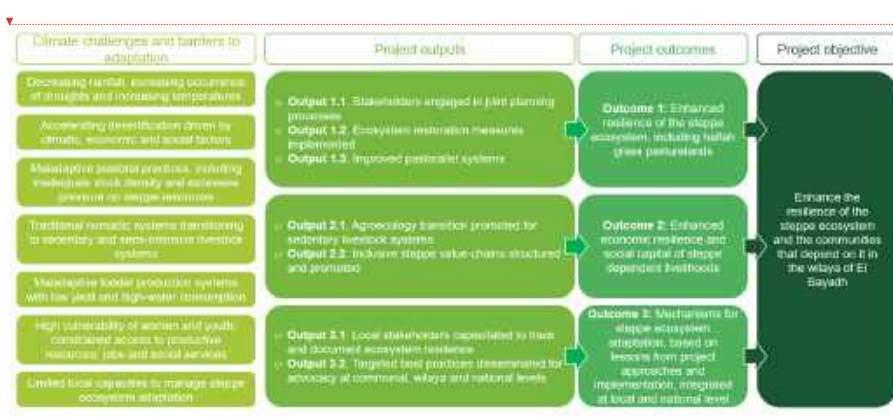 Climate challenges and barriers to
adaptation
Project outputs
Project outcomes
Project objective
Decreasing rainfall, increasing occurrence
of droughts and increasing temperatures
Accelerating desertification driven by
climatic, economic and social factors
Maladaptive pastoral practices, including
inadequate stock density and excessive
pressure on steppe resources
Traditional nomadic systems transitioning
to sedentary and semi-intensive livestock
systems
Maladaptive fodder production systems
with low yield and high-water consumption
High vulnerability of women and youth,
constrained access to productive
resources, jobs and social services
Limited local capacities to manage steppe
ecosystem adaptation
Output 1.1. Stakeholders engaged in joint planning
processes
Output 1.2. Ecosystem restoration measures
implemented
Output 1.3. Improved pastoralist systems
Output 2.1. Agroecology transition promoted for
sedentary livestock systems
Output 2.2. Inclusive steppe value-chains structured
and promoted
Output 3.1. Local stakeholders capacitated to track
and document ecosystem resilience
Output 3.2. Targeted best practices disseminated for
advocacy at communal, wilaya and national levels
Outcome 1: Enhanced
resilience of the steppe
ecosystem, including halfah
grass pasturelands
Outcome 2: Enhanced
economic resilience and
social capital of steppe
dependent livelihoods
Outcome 3: Mechanisms for
steppe ecosystem
adaptation, based on
lessons from project
approaches and
implementation, integrated
at local and national level
Enhance the
resilience of the
steppe ecosystem
and the communities
that depend on it in
the wilaya of El
Bayadh